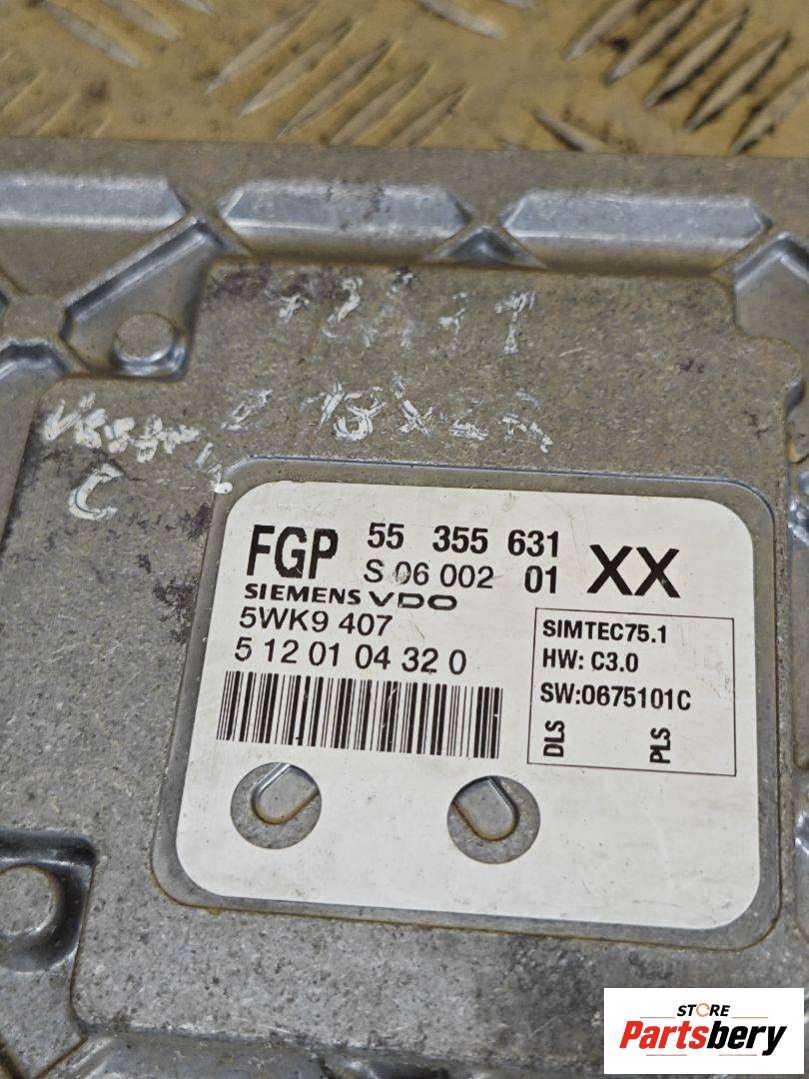 FGP 55 355 631 XX
S 06 002 01
SIEMENS VDO
5WK9 407
5 12 01 04 32 0
SIMTEC75.1
HW: C3.0
SW:0675101C
DLS PLS
STORE
Partsbery